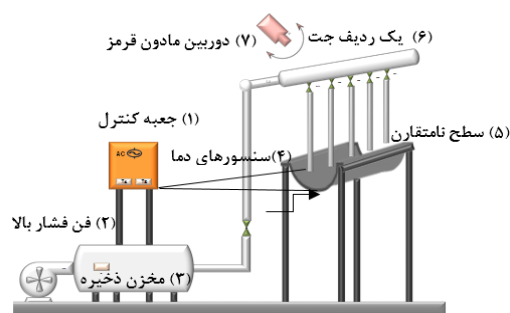 (۶) یک ردیف جت
(۷) دوربین مادون قرمز
(۱) جعبه کنترل
(۵) سطح نامتقارن
(۴)سنسورهای دما
AC
(۲) فن فشار بالا
(۳) مخزن ذخیره